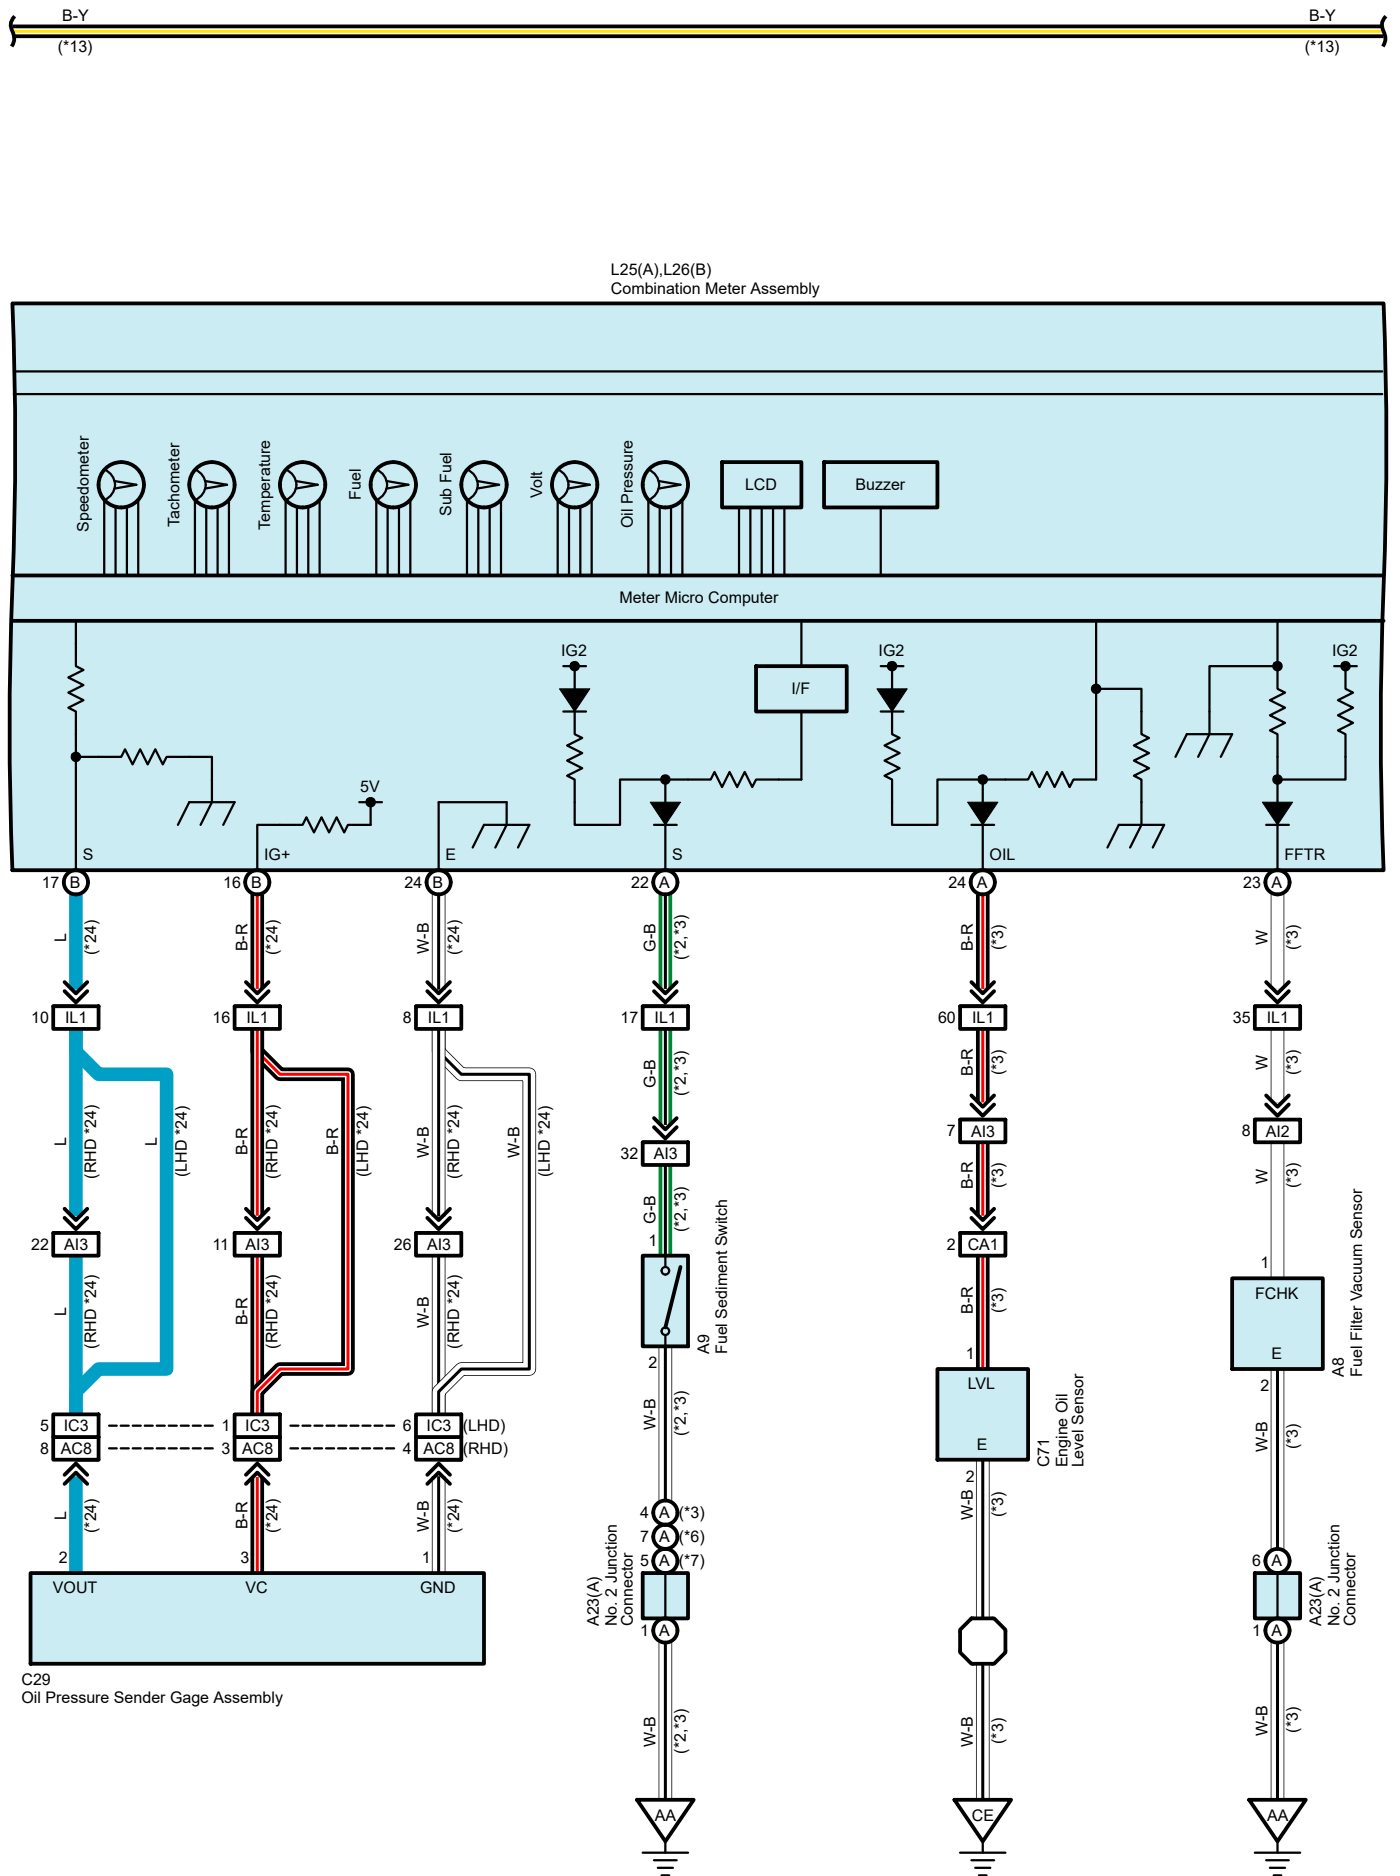 B-Y
B-Y
(*13)
(*13)
L25(A),L26(B)
Combination Meter Assembly
Speedometer
Tachometer
Temperature
Fuel
Sub Fuel
Volt
Oil Pressure
LCD
Buzzer
Meter Micro Computer
IG2
IG2
IG2
I/F
5V
S
IG+
E
S
OIL
FFTR
17 B
16 B
24 B
22 A
24 A
23 A
L
(*24)
B-R
(*24)
W-B
(*24)
G-B
(*2,*3)
B-R
(*3)
W
(*3)
10 IL1
16 IL1
8 IL1
17 IL1
60 IL1
35 IL1
G-B
(*2,*3)
B-R
(*3)
W
(*3)
L
(RHD *24)
L
(LHD *24)
B-R
(RHD *24)
B-R
(LHD *24)
W-B
(RHD *24)
W-B
(LHD *24)
32 AI3
7 AI3
8 AI2
G-B
(*2,*3)
B-R
(*3)
W
(*3)
22 AI3
11 AI3
26 AI3
2 CA1
L
(RHD *24)
B-R
(RHD *24)
W-B
(RHD *24)
1
2
A9
Fuel Sediment Switch
B-R
(*3)
1
FCHK
E
2
A8
Fuel Filter Vacuum Sensor
1
LVL
E
2
C71
Engine Oil
Level Sensor
5 IC3
1 IC3
6 IC3 (LHD)
8 AC8
3 AC8
4 AC8 (RHD)
W-B
(*2,*3)
W-B
(*3)
W-B
(*3)
L
(*24)
B-R
(*24)
W-B
(*24)
2
3
1
VOUT
VC
GND
C29
Oil Pressure Sender Gage Assembly
4 A (*3)
7 A (*6)
5 A (*7)
A23(A)
No. 2 Junction
Connector
1 A
6 A
A23(A)
No. 2 Junction
Connector
1 A
W-B
(*2,*3)
W-B
(*3)
W-B
(*3)
AA
CE
AA